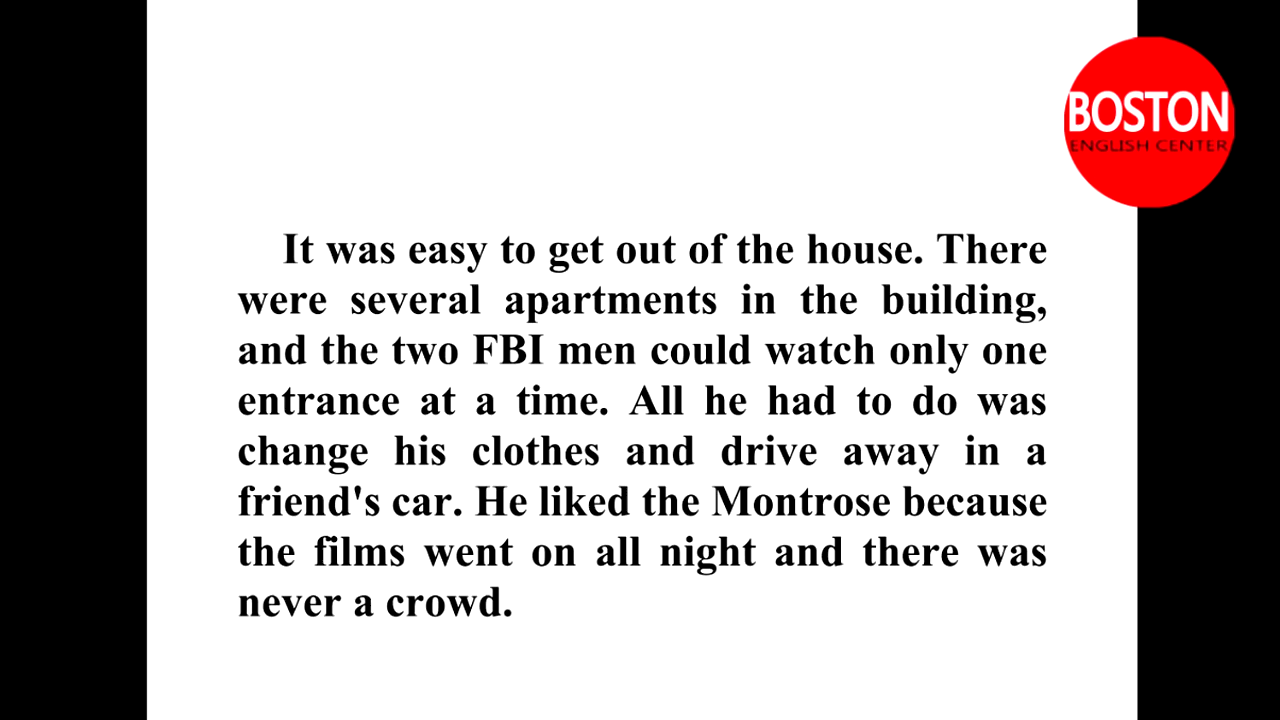 BOSTON
ENGLISH CENTER
It was easy to get out of the house. There
were several apartments in the building,
and the two FBI men could watch only one
entrance at a time. All he had to do was
change his clothes and drive away in a
friend's car. He liked the Montrose because
the films went on all night and there was
never a crowd.